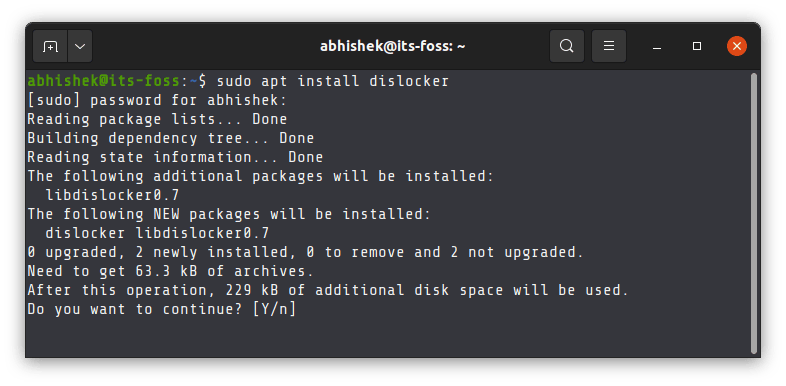 abhishek@its-foss: ~
abhishek@its-foss:~$ sudo apt install dislocker
[sudo] password for abhishek:
Reading package lists... Done
Building dependency tree... Done
Reading state information... Done
The following additional packages will be installed:
  libdislocker0.7
The following NEW packages will be installed:
  dislocker libdislocker0.7
0 upgraded, 2 newly installed, 0 to remove and 2 not upgraded.
Need to get 63.3 kB of archives.
After this operation, 229 kB of additional disk space will be used.
Do you want to continue? [Y/n]